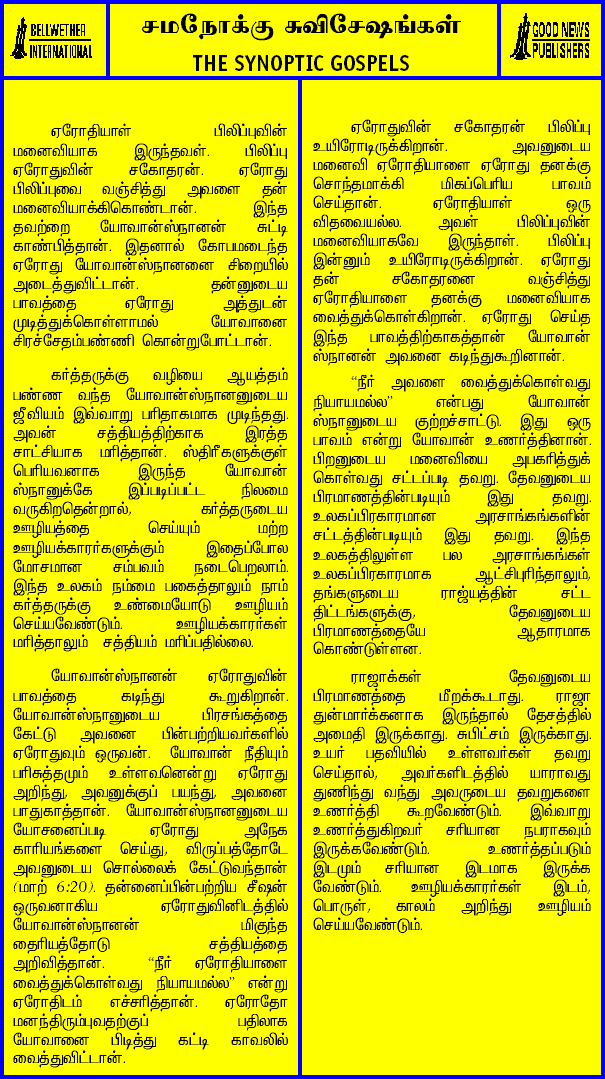 BELLWETHER
INTERNATIONAL
சமநோக்கு சுவிசேஷங்கள்
THE SYNOPTIC GOSPELS
GOOD NEWS
PUBLISHERS
ஏரோதியாள் பிலிப்புவின்
மனைவியாக இருந்தவள். பிலிப்பு
ஏரோதுவின் சகோதரன். ஏரோது
பிலிப்புவை வஞ்சித்து அவளை தன்
மனைவியாக்கிகொண்டான். இந்த
தவற்றை யோவான்ஸ்நானன் சுட்டி
காண்பித்தான். இதனால் கோபமடைந்த
ஏரோது யோவான்ஸ்நானனை சிறையில்
அடைத்துவிட்டான். தன்னுடைய
பாவத்தை ஏரோது அத்துடன்
முடித்துக்கொள்ளாமல் யோவானை
சிரச்சேதம்பண்ணி கொன்றுபோட்டான்.
கர்த்தருக்கு வழியை ஆயத்தம்
பண்ண வந்த யோவான்ஸ்நானனுடைய
ஜீவியம் இவ்வாறு பரிதாகமாக முடிந்தது.
அவன் சத்தியத்திற்காக இரத்த
சாட்சியாக மரித்தான். ஸ்திரீகளுக்குள்
பெரியவனாக இருந்த யோவான்
ஸ்நானுக்கே இப்படிப்பட்ட நிலமை
வருகிறதென்றால், கர்த்தருடைய
ஊழியத்தை செய்யும் மற்ற
ஊழியக்காரர்களுக்கும் இதைப்போல
மோசமான சம்பவம் நடைபெறலாம்.
இந்த உலகம் நம்மை பகைத்தாலும் நாம்
கர்த்தருக்கு உண்மையோடு ஊழியம்
செய்யவேண்டும். ஊழியக்காரர்கள்
மரித்தாலும் சத்தியம் மரிப்பதில்லை.
யோவான்ஸ்நானன் ஏரோதுவின்
பாவத்தை கடிந்து கூறுகிறான்.
யோவான்ஸ்நானுடைய பிரசங்கத்தை
கேட்டு அவனை பின்பற்றியவர்களில்
ஏரோதுவும் ஒருவன். யோவான் நீதியும்
பரிசுத்தமும் உள்ளவனென்று ஏரோது
அறிந்து, அவனுக்குப் பயந்து, அவனை
பாதுகாத்தான். யோவான்ஸ்நானனுடைய
யோசனைப்படி ஏரோது அநேக
காரியங்களை செய்து, விருப்பத்தோடே
அவனுடைய சொல்லைக் கேட்டுவந்தான்
(மாற் 6:20). தன்னைப்பின்பற்றிய சீஷன்
ஒருவனாகிய ஏரோதுவினிடத்தில்
யோவான்ஸ்நானன் மிகுந்த
தைரியத்தோடு சத்தியத்தை
அறிவித்தான். “நீர் ஏரோதியாளை
வைத்துக்கொள்வது நியாயமல்ல” என்று
ஏரோதிடம் எச்சரித்தான். ஏரோதோ
மனந்திரும்புவதற்குப் பதிலாக
யோவானை பிடித்து கட்டி காவலில்
வைத்துவிட்டான்.
ஏரோதுவின் சகோதரன் பிலிப்பு
உயிரோடிருக்கிறான். அவனுடைய
மனைவி ஏரோதியாளை ஏரோது தனக்கு
சொந்தமாக்கி மிகப்பெரிய பாவம்
செய்தான். ஏரோதியாள் ஒரு
விதவையல்ல. அவள் பிலிப்புவின்
மனைவியாகவே இருந்தாள். பிலிப்பு
இன்னும் உயிரோடிருக்கிறான். ஏரோது
தன் சகோதரனை வஞ்சித்து
ஏரோதியாளை தனக்கு மனைவியாக
வைத்துக்கொள்கிறான். ஏரோது செய்த
இந்த பாவத்திற்காகத்தான் யோவான்
ஸ்நானன் அவனை கடிந்துகூறினான்.
“நீர் அவளை வைத்துக்கொள்வது
நியாயமல்ல” என்பது யோவான்
ஸ்நானுடைய குற்றச்சாட்டு. இது ஒரு
பாவம் என்று யோவான் உணர்த்தினான்.
பிறனுடைய மனைவியை அபகரித்துக்
கொள்வது சட்டப்படி தவறு. தேவனுடைய
பிரமாணத்தின்படியும் இது தவறு.
உலகப்பிரகாரமான அரசாங்கங்களின்
சட்டத்தின்படியும் இது தவறு. இந்த
உலகத்திலுள்ள பல அரசாங்கங்கள்
உலகப்பிரகாரமாக ஆட்சிபுரிந்தாலும்,
தங்களுடைய ராஜ்யத்தின் சட்ட
திட்டங்களுக்கு, தேவனுடைய
பிரமாணத்தையே ஆதாரமாக
கொண்டுள்ளன.
ராஜாக்கள் தேவனுடைய
பிரமாணத்தை மீறக்கூடாது. ராஜா
துன்மார்க்கனாக இருந்தால் தேசத்தில்
அமைதி இருக்காது. சுபிட்சம் இருக்காது.
உயர் பதவியில் உள்ளவர்கள் தவறு
செய்தால், அவர்களிடத்தில் யாராவது
துணிந்து வந்து அவருடைய தவறுகளை
உணர்த்தி கூறவேண்டும். இவ்வாறு
உணர்த்துகிறவர் சரியான நபராகவும்
இருக்கவேண்டும். உணர்த்தப்படும்
இடமும் சரியான இடமாக இருக்க
வேண்டும். ஊழியக்காரர்கள் இடம்,
பொருள், காலம் அறிந்து ஊழியம்
செய்யவேண்டும்.